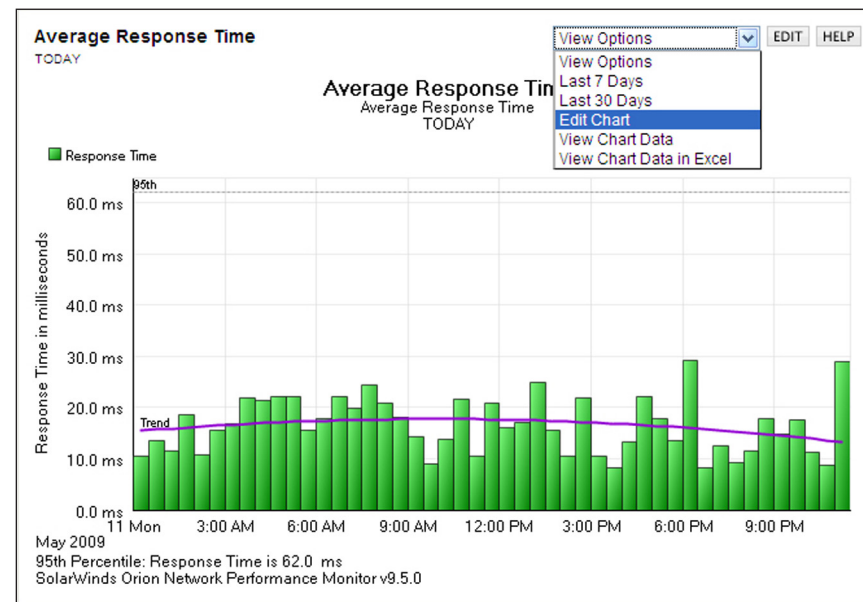 Average Response Time
TODAY
View Options
EDIT
HELP
View Options
Last 7 Days
Last 30 Days
Edit Chart
View Chart Data
View Chart Data in Excel
Average Response Tim
Average Response Time
TODAY
Response Time
95th
60.0 ms
50.0 ms
40.0 ms
30.0 ms
20.0 ms
10.0 ms
0.0 ms
Response Time in milliseconds
Trend
11 Mon
3:00 AM
6:00 AM
9:00 AM
12:00 PM
3:00 PM
6:00 PM
9:00 PM
May 2009
95th Percentile: Response Time is 62.0 ms
SolarWinds Orion Network Performance Monitor v9.5.0